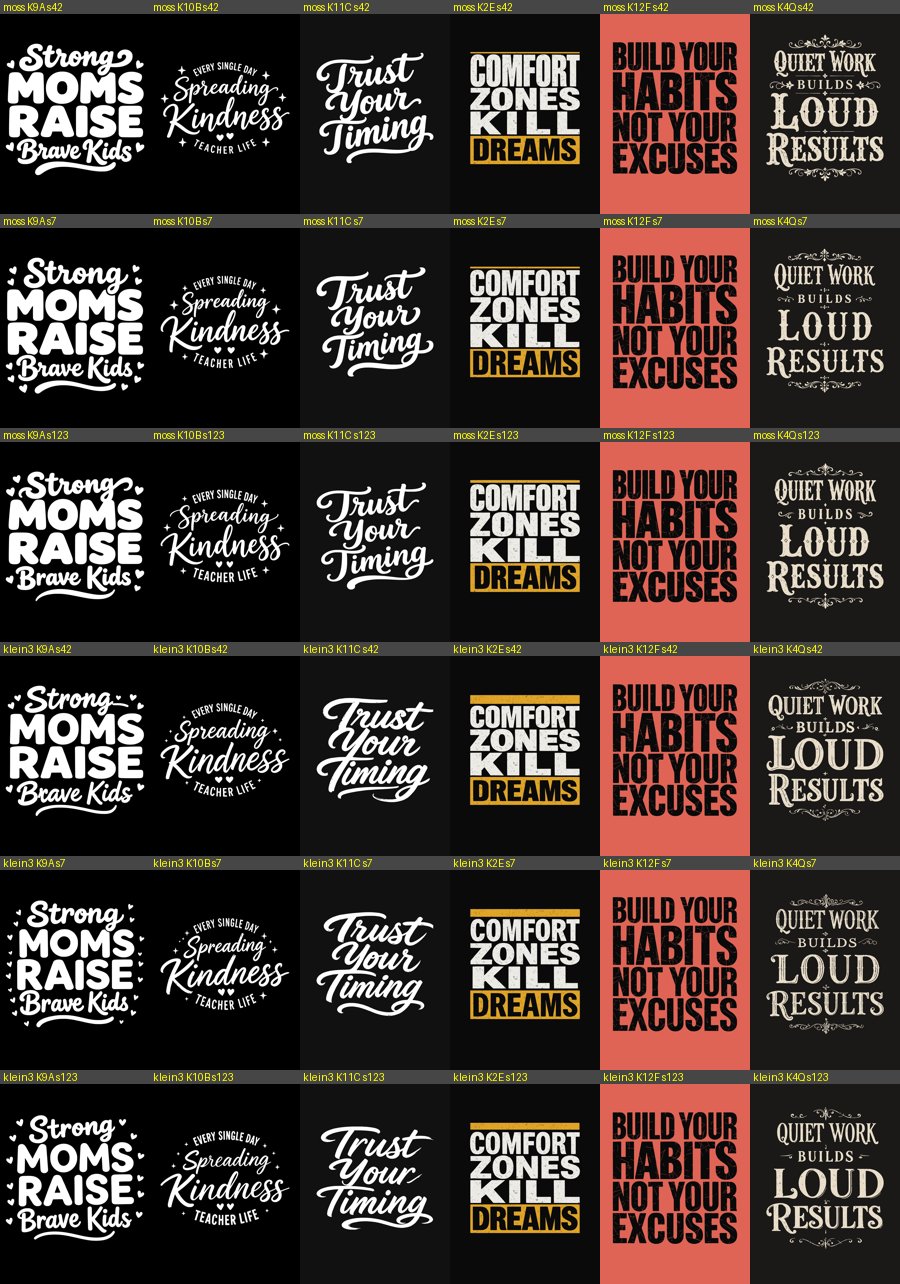 moss K9As42
Strong
MOMS
RAISE
Brave Kids
moss K10Bs42
EVERY SINGLE DAY
Spreading
Kindness
TEACHER LIFE
moss K11Cs42
Trust
Your
Timing
moss K2Es42
COMFORT
ZONES
KILL
DREAMS
moss K12Fs42
BUILD YOUR
HABITS
NOT YOUR
EXCUSES
moss K4Qs42
QUIET WORK
BUILDS
LOUD
RESULTS
moss K9As7
Strong
MOMS
RAISE
Brave Kids
moss K10Bs7
EVERY SINGLE DAY
Spreading
Kindness
TEACHER LIFE
moss K11Cs7
Trust
Your
Timing
moss K2Es7
COMFORT
ZONES
KILL
DREAMS
moss K12Fs7
BUILD YOUR
HABITS
NOT YOUR
EXCUSES
moss K4Qs7
QUIET WORK
BUILDS
LOUD
RESULTS
moss K9As123
Strong
MOMS
RAISE
Brave Kids
moss K10Bs123
EVERY SINGLE DAY
Spreading
Kindness
TEACHER LIFE
moss K11Cs123
Trust
Your
Timing
moss K2Es123
COMFORT
ZONES
KILL
DREAMS
moss K12Fs123
BUILD YOUR
HABITS
NOT YOUR
EXCUSES
moss K4Qs123
QUIET WORK
BUILDS
LOUD
RESULTS
klein3 K9As42
Strong
MOMS
RAISE
Brave Kids
klein3 K10Bs42
EVERY SINGLE DAY
Spreading
Kindness
TEACHER LIFE
klein3 K11Cs42
Trust
Your
Timing
klein3 K2Es42
COMFORT
ZONES
KILL
DREAMS
klein3 K12Fs42
BUILD YOUR
HABITS
NOT YOUR
EXCUSES
klein3 K4Qs42
QUIET WORK
BUILDS
LOUD
RESULTS
klein3 K9As7
Strong
MOMS
RAISE
Brave Kids
klein3 K10Bs7
EVERY SINGLE DAY
Spreading
Kindness
TEACHER LIFE
klein3 K11Cs7
Trust
Your
Timing
klein3 K2Es7
COMFORT
ZONES
KILL
DREAMS
klein3 K12Fs7
BUILD YOUR
HABITS
NOT YOUR
EXCUSES
klein3 K4Qs7
QUIET WORK
BUILDS
LOUD
RESULTS
klein3 K9As123
Strong
MOMS
RAISE
Brave Kids
klein3 K10Bs123
EVERY SINGLE DAY
Spreading
Kindness
TEACHER LIFE
klein3 K11Cs123
Trust
Your
Timing
klein3 K2Es123
COMFORT
ZONES
KILL
DREAMS
klein3 K12Fs123
BUILD YOUR
HABITS
NOT YOUR
EXCUSES
klein3 K4Qs123
QUIET WORK
BUILDS
LOUD
RESULTS